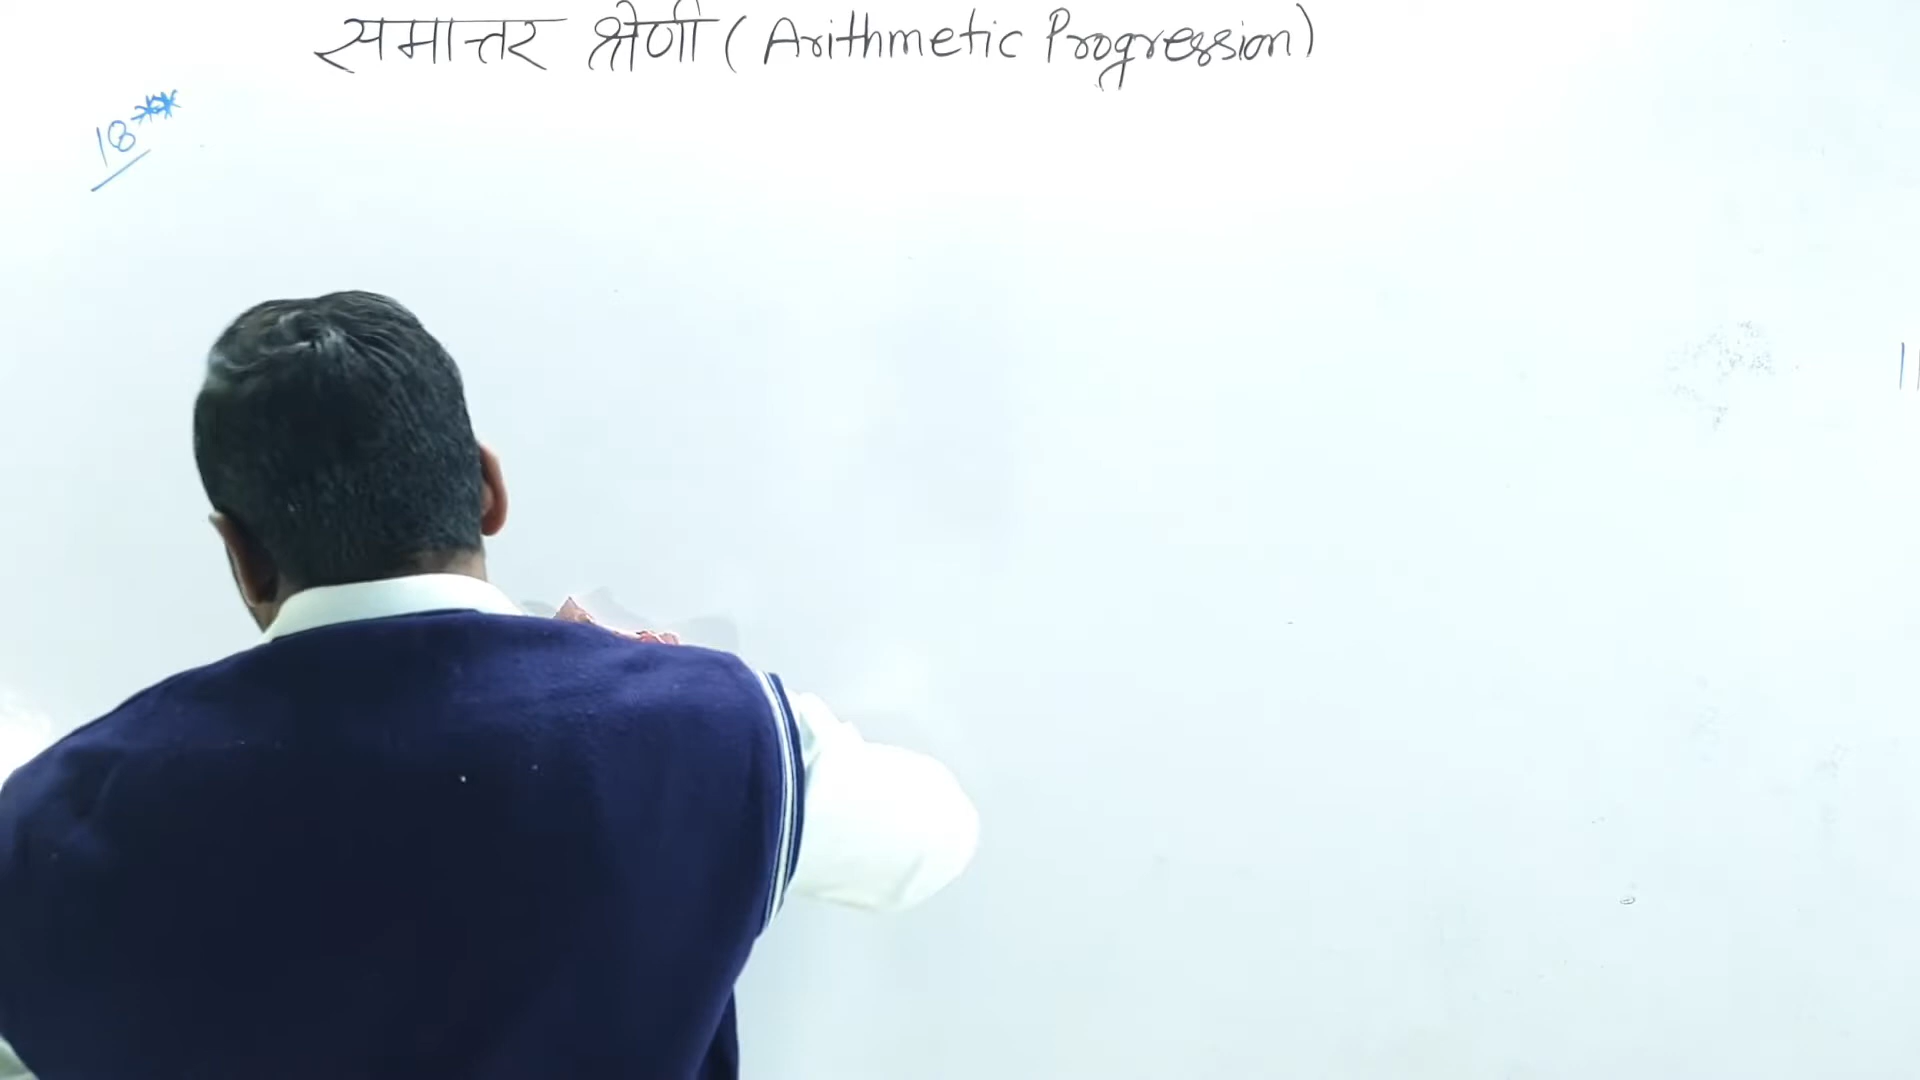 समान्तर श्रेणी (Arithmetic Progression)
18***